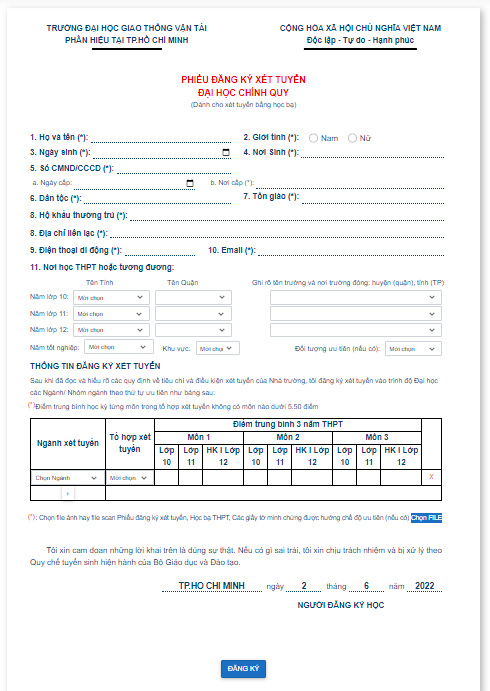 TRƯỜNG ĐẠI HỌC GIAO THÔNG VẬN TẢI
PHÂN HIỆU TẠI TP.HỒ CHÍ MINH
CỘNG HÒA XÃ HỘI CHỦ NGHĨA VIỆT NAM
Độc lập - Tự do - Hạnh phúc
PHIẾU ĐĂNG KÝ XÉT TUYỂN
ĐẠI HỌC CHÍNH QUY
(Dành cho xét tuyển bằng học bạ)
1. Họ và tên (*):
2. Giới tính (*): Nam Nữ
3. Ngày sinh (*):
4. Nơi Sinh (*):
5. Số CMND/CCCD (*):
a. Ngày cấp:
b. Nơi cấp (*):
6. Dân tộc (*):
7. Tôn giáo (*):
8. Hộ khẩu thường trú (*):
8. Địa chỉ liên lạc (*):
9. Điện thoại di động (*):
10. Email (*):
11. Nơi học THPT hoặc tương đương:
Tên Tỉnh Tên Quận Ghi rõ tên trường và nơi trường đóng: huyện (quận), tỉnh (TP)
Năm lớp 10: Mời chọn
Năm lớp 11: Mời chọn
Năm lớp 12: Mời chọn
Năm tốt nghiệp: Mời chọn Khu vực: Mời chọi Đối tượng ưu tiên (nếu có): Mời chọn
THÔNG TIN ĐĂNG KÝ XÉT TUYỂN
Sau khi đã đọc và hiểu rõ các quy định về tiêu chí và điều kiện xét tuyển của Nhà trường, tôi đăng ký xét tuyển vào trình độ Đại học
các Ngành/ Nhóm ngành theo thứ tự ưu tiên như bảng sau:
(*)Điểm trung bình học kỳ từng môn trong tổ hợp xét tuyển không có môn nào dưới 5.50 điểm
Ngành xét tuyển
Tổ hợp xét
tuyển
Điểm trung bình 3 năm THPT
Môn 1 Môn 2 Môn 3
Lớp Lớp HK I Lớp Lớp Lớp HK I Lớp Lớp Lớp HK I Lớp
10 11 12 10 11 12 10 11 12
Chọn Ngành Mời chọn X
+
(*): Chọn file ảnh hay file scan Phiếu đăng ký xét tuyển, Học bạ THPT, Các giấy tờ minh chứng được hưởng chế độ ưu tiên (nếu có) Chọn FILE
Tôi xin cam đoan những lời khai trên là đúng sự thật. Nếu có gì sai trái, tôi xin chịu trách nhiệm và bị xử lý theo
Quy chế tuyển sinh hiện hành của Bộ Giáo dục và Đào tạo.
TP.HO CHI MINH ngày 2 tháng 6 năm 2022
NGƯỜI ĐĂNG KÝ HỌC
ĐĂNG KÝ